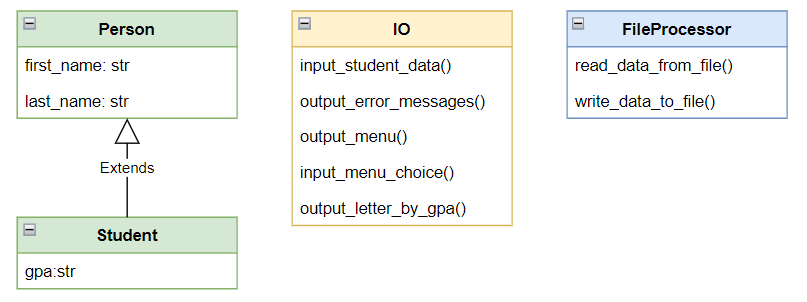 Person
first_name: str
last_name: str
Extends
Student
gpa:str
IO
input_student_data()
output_error_messages()
output_menu()
input_menu_choice()
output_letter_by_gpa()
FileProcessor
read_data_from_file()
write_data_to_file()